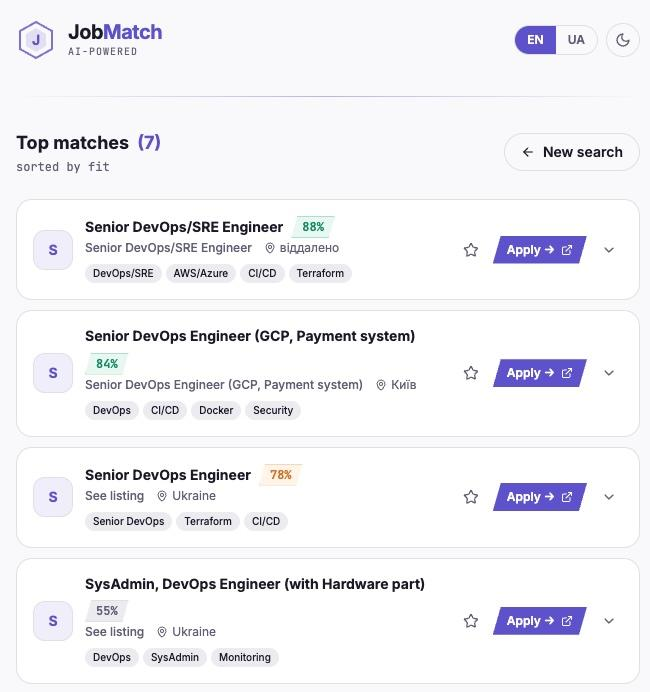 J JobMatch
AI-POWERED
EN UA
Top matches (7)
sorted by fit
← New search
S
Senior DevOps/SRE Engineer 88%
Senior DevOps/SRE Engineer віддалено
DevOps/SRE AWS/Azure CI/CD Terraform
Apply →
S
Senior DevOps Engineer (GCP, Payment system)
84%
Senior DevOps Engineer (GCP, Payment system) Київ
DevOps CI/CD Docker Security
Apply →
S
Senior DevOps Engineer 78%
See listing Ukraine
Senior DevOps Terraform CI/CD
Apply →
S
SysAdmin, DevOps Engineer (with Hardware part)
55%
See listing Ukraine
DevOps SysAdmin Monitoring
Apply →